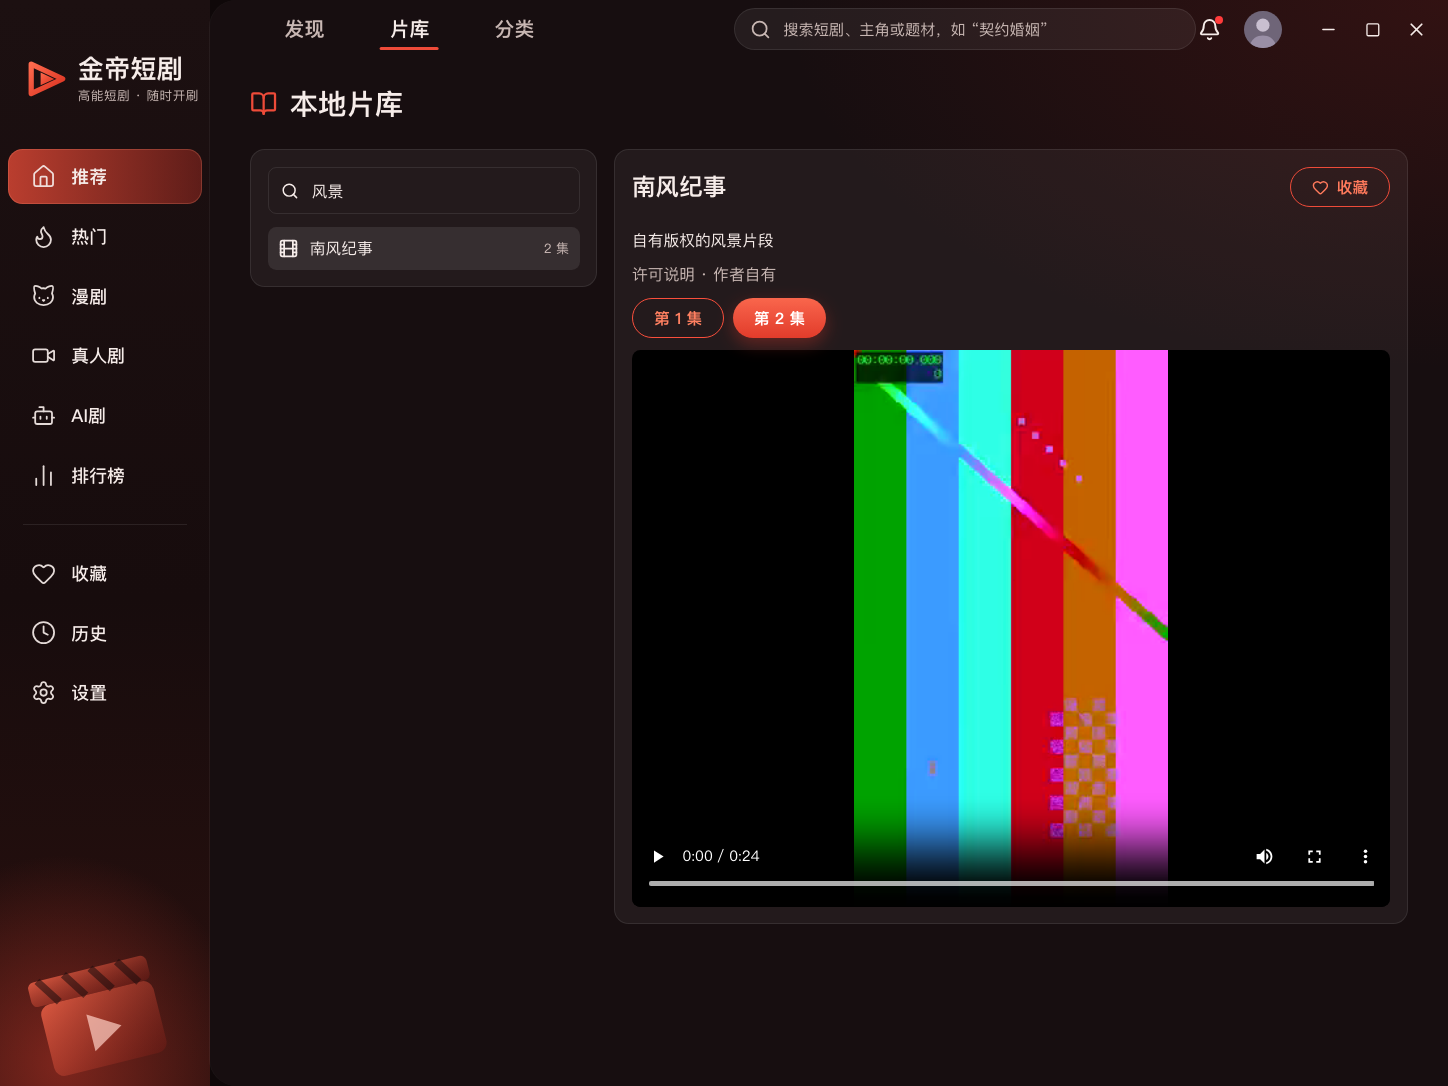 发现
片库
分类
搜索短剧、主角或题材，如 “契约婚姻”
金帝短剧
高能短剧 · 随时开刷
推荐
热门
漫剧
真人剧
AI剧
排行榜
收藏
历史
设置
本地片库
风景
南风纪事
2 集
南风纪事
收藏
自有版权的风景片段
许可说明 · 作者自有
第 1 集
第 2 集
0:00 / 0:24